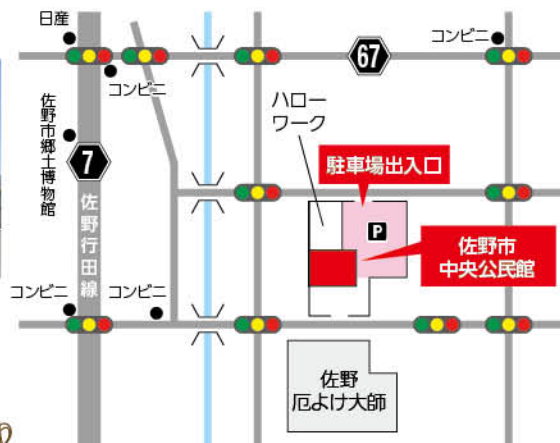 日産
コンビニ
67
コンビニ
ハロー
ワーク
佐野市郷土博物館
7
駐車場出入口
佐野行田線
P
佐野市
中央公民館
コンビニ
コンビニ
佐野
厄よけ大師
り